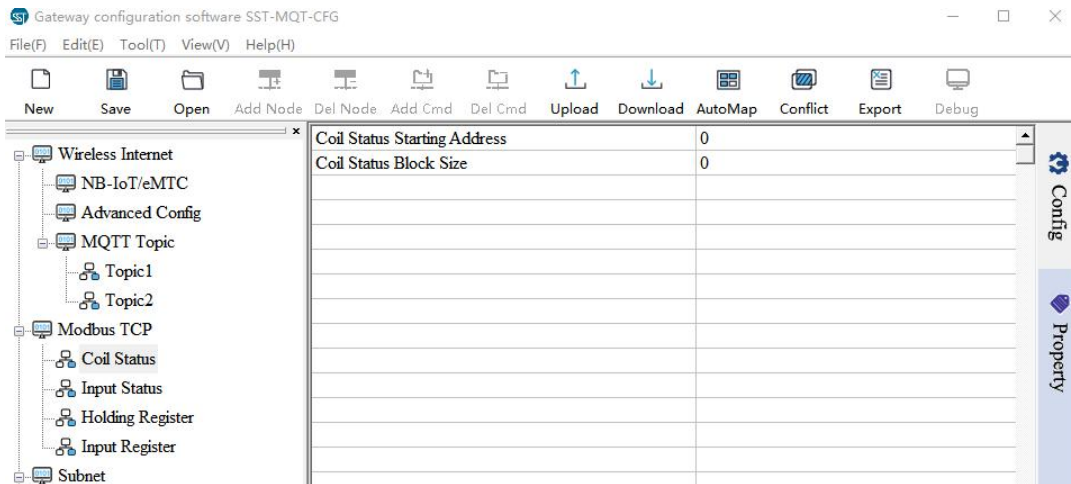 SST Gateway configuration software SST-MQT-CFG
File(F) Edit(E) Tool(T) View(V) Help(H)
New Save Open Add Node Del Node Add Cmd Del Cmd Upload Download AutoMap Conflict Export Debug
Coil Status Starting Address 0
Coil Status Block Size 0
Wireless Internet
NB-IoT/eMTC
Advanced Config
MQTT Topic
Topic1
Topic2
Modbus TCP
Coil Status
Input Status
Holding Register
Input Register
Subnet
Config
Property